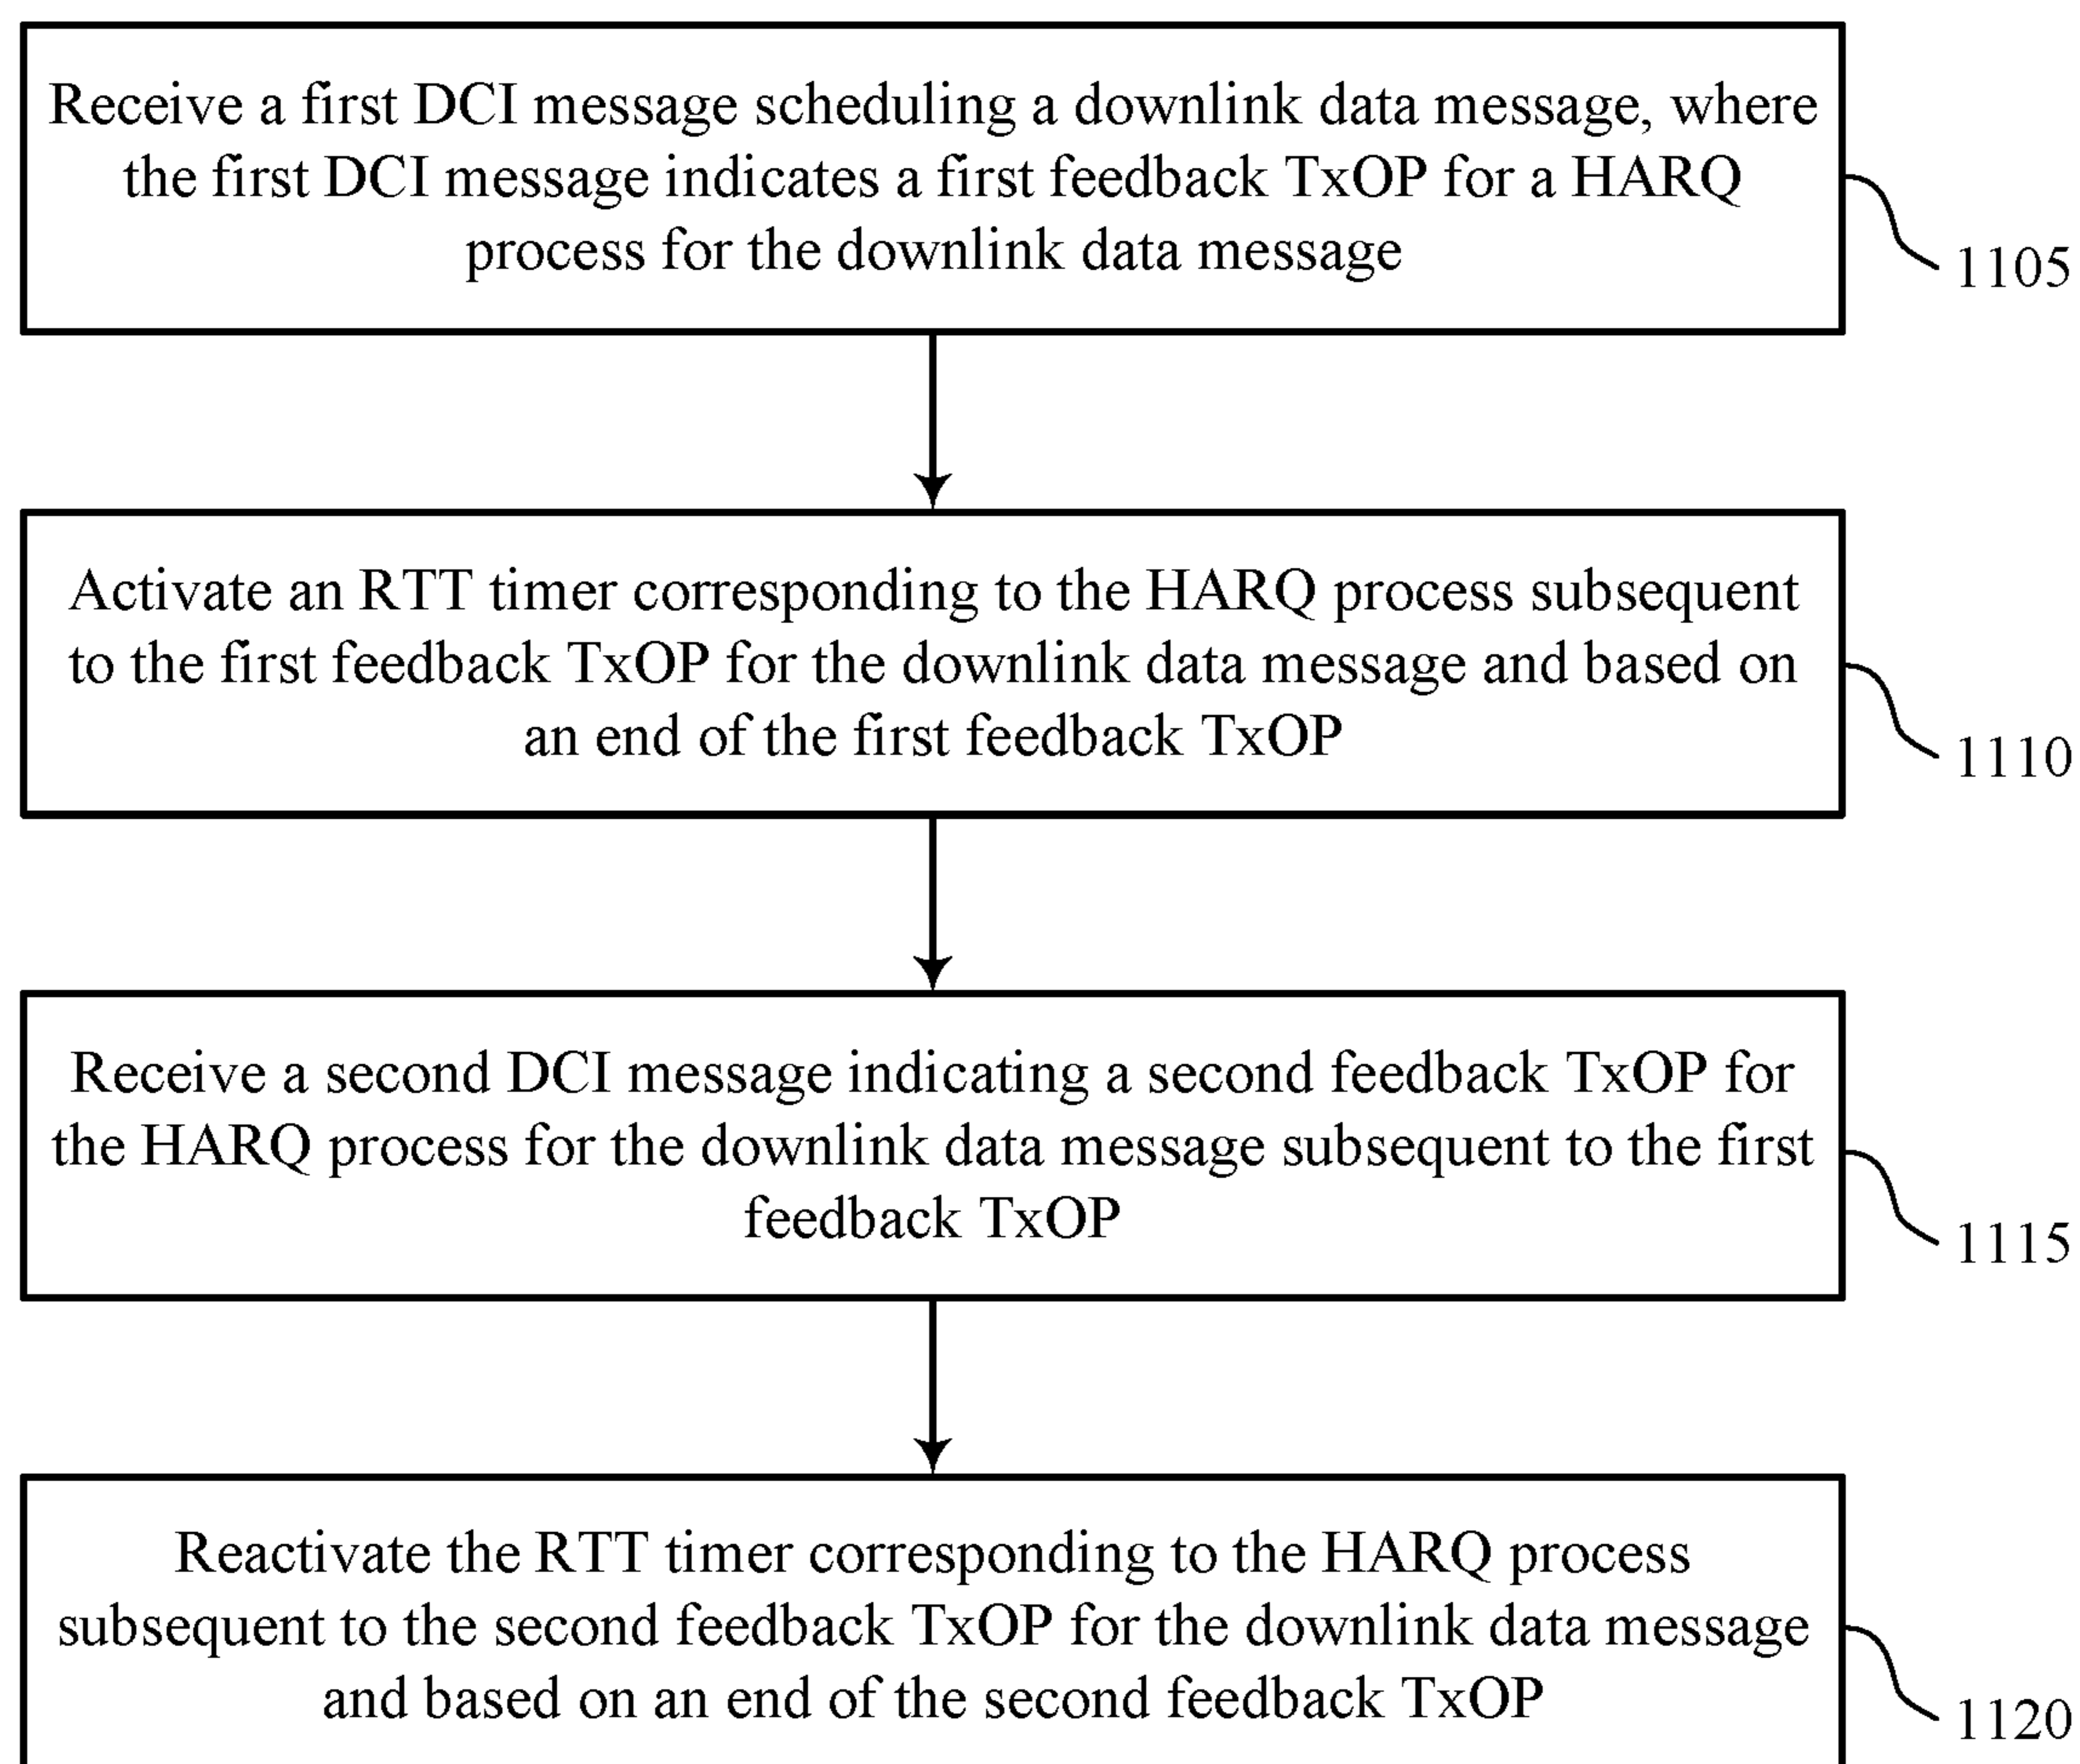 Receive a first DCI message scheduling a downlink data message, where
the first DCI message indicates a first feedback TxOP for a HARQ
process for the downlink data message
1105
Activate an RTT timer corresponding to the HARQ process subsequent
to the first feedback TxOP for the downlink data message and based on
an end of the first feedback TxOP
1110
Receive a second DCI message indicating a second feedback TxOP for
the HARQ process for the downlink data message subsequent to the first
feedback TxOP
1115
Reactivate the RTT timer corresponding to the HARQ process
subsequent to the second feedback TxOP for the downlink data message
and based on an end of the second feedback TxOP
1120